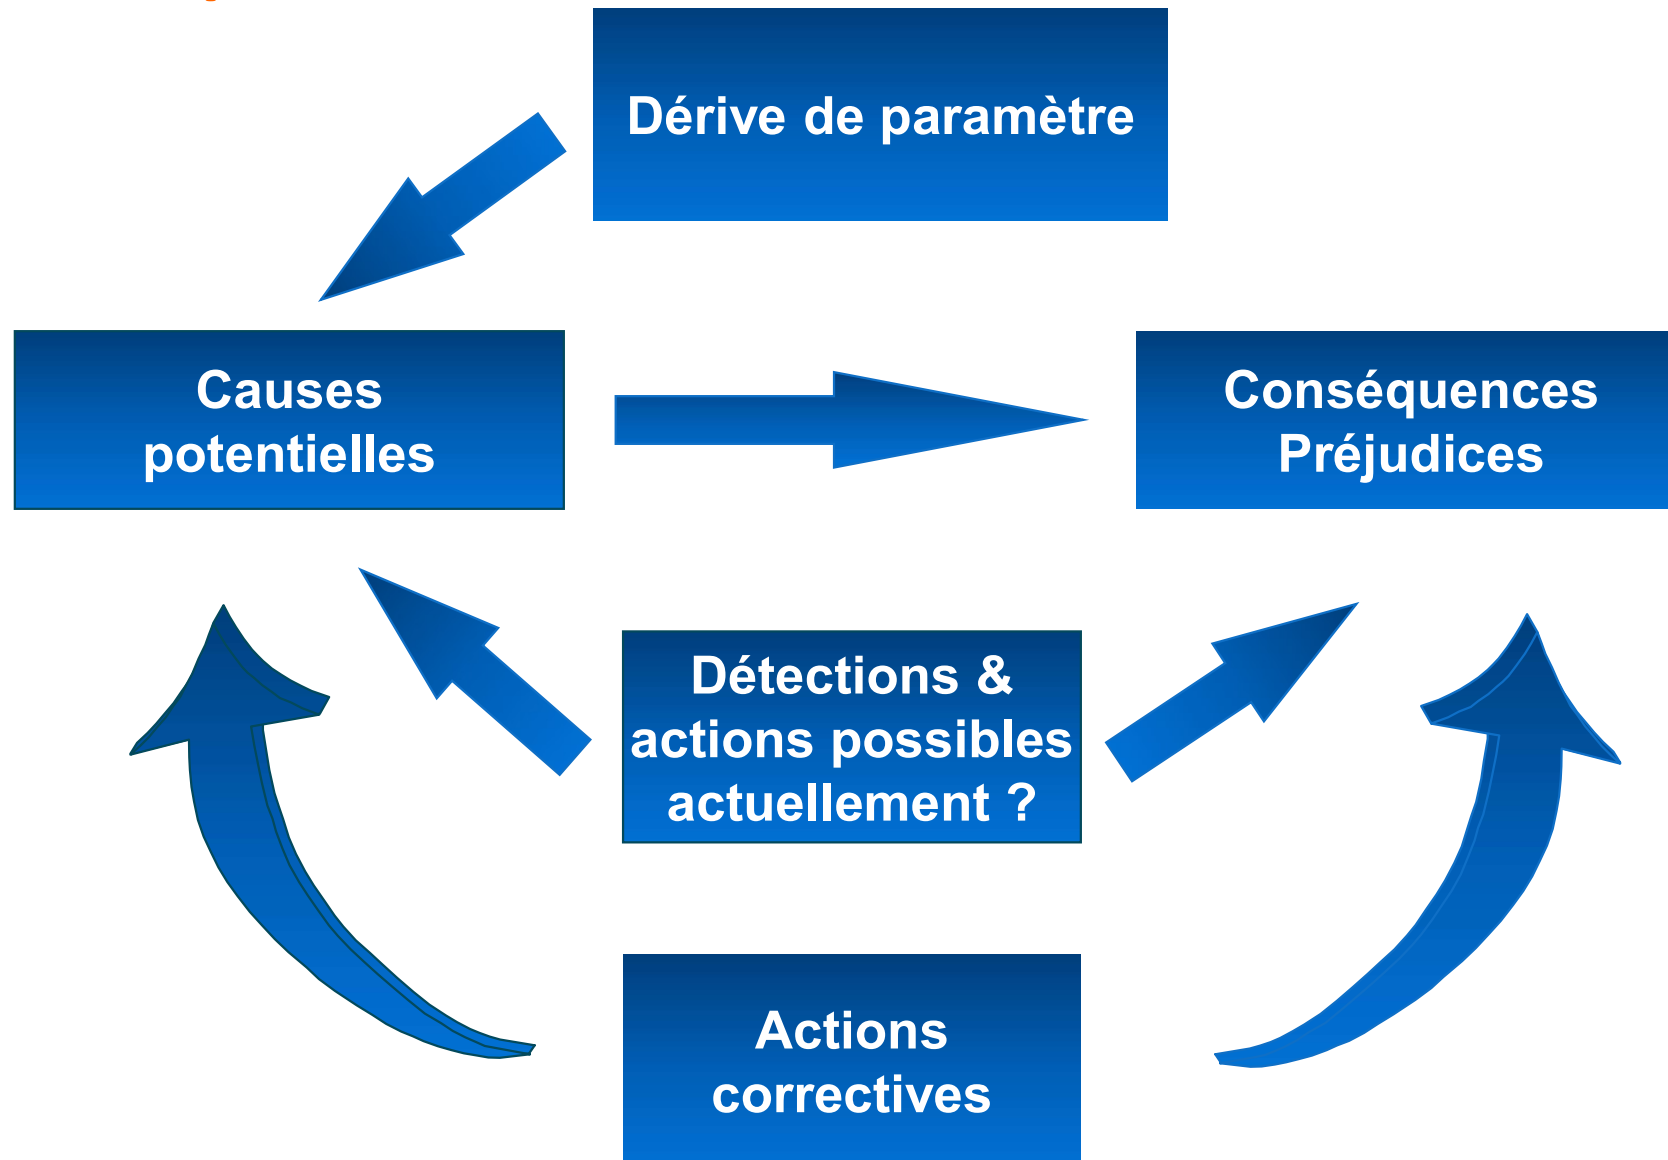 Dérive de paramètre
Causes
potentielles
Conséquences
Préjudices
Détections &
actions possibles
actuellement ?
Actions
correctives